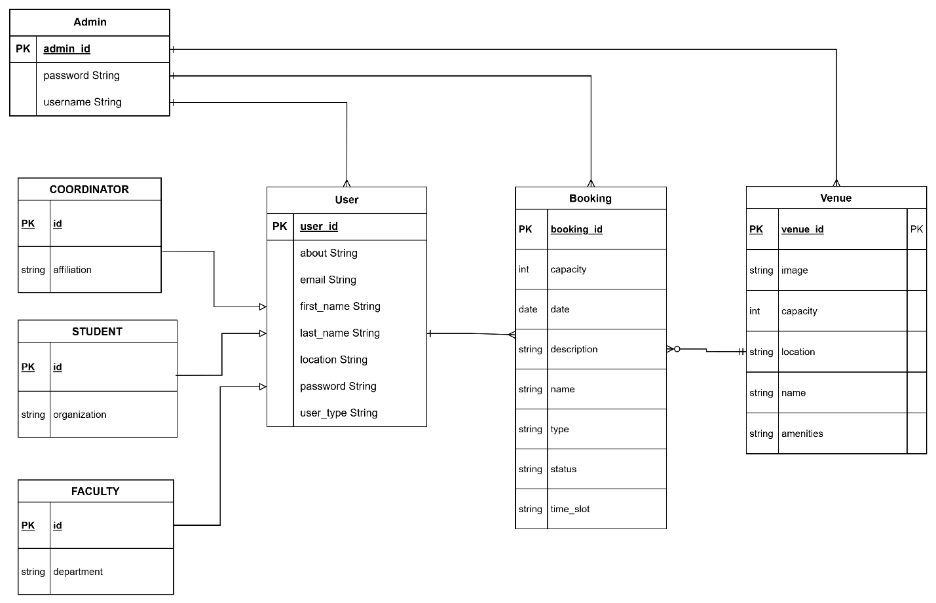 Admin
PK admin_id
password String
username String
COORDINATOR
PK id
string affiliation
STUDENT
PK id
string organization
FACULTY
PK id
string department
User
PK user_id
about String
email String
first_name String
last_name String
location String
password String
user_type String
Booking
PK booking_id
int capacity
date date
string description
string name
string type
string status
string time_slot
Venue
PK venue_id PK
string image
int capacity
string location
string name
string amenities